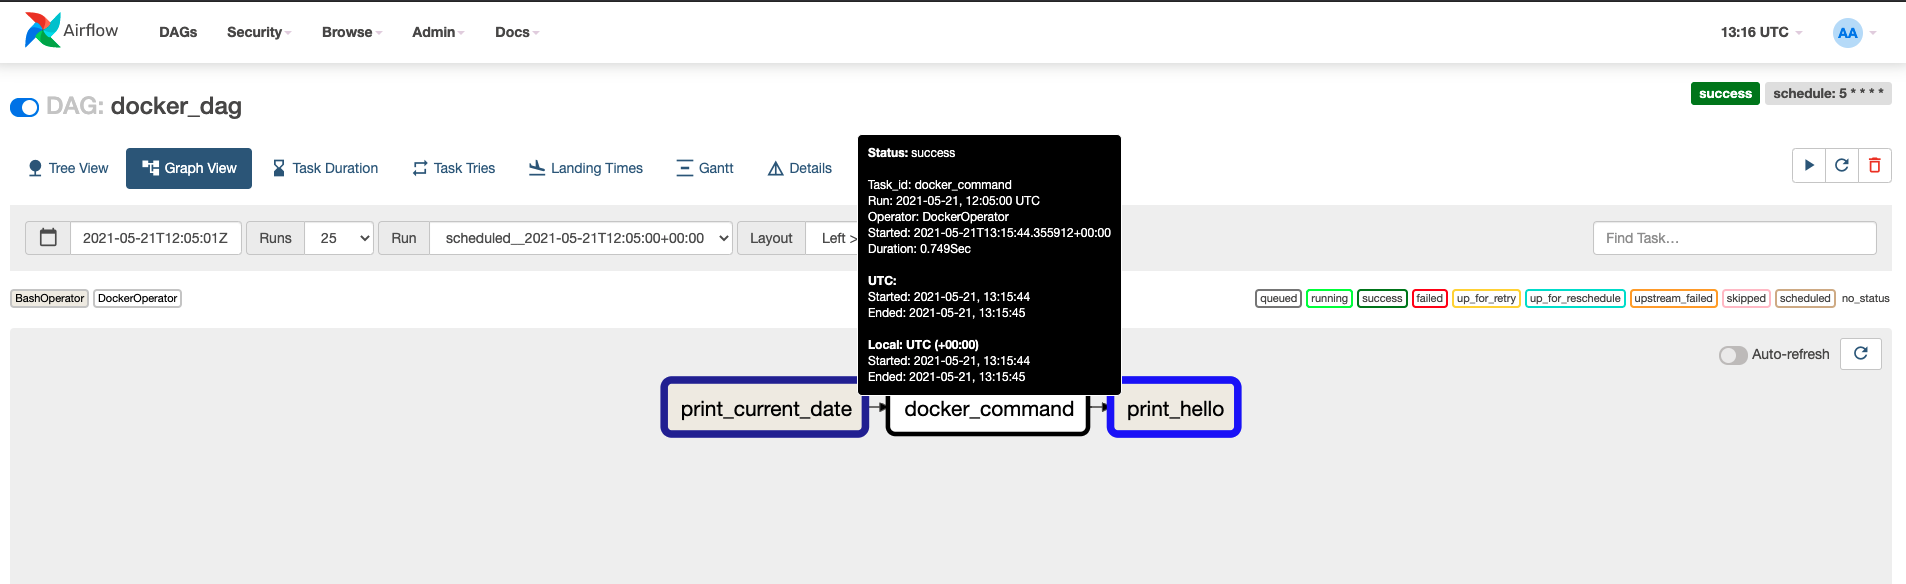 Airflow DAGs Security Browse Admin Docs 13:16 UTC AA
DAG: docker_dag success schedule: 5 * * * *
Tree View Graph View Task Duration Task Tries Landing Times Gantt Details
Status: success
Task_id: docker_command
Run: 2021-05-21, 12:05:00 UTC
Operator: DockerOperator
Started: 2021-05-21T13:15:44.355912+00:00
Duration: 0.749Sec
UTC:
Started: 2021-05-21, 13:15:44
Ended: 2021-05-21, 13:15:45
Local: UTC (+00:00)
Started: 2021-05-21, 13:15:44
Ended: 2021-05-21, 13:15:45
2021-05-21T12:05:01Z Runs 25 Run scheduled__2021-05-21T12:05:00+00:00 Layout Left > Find Task...
BashOperator DockerOperator queued running success failed up_for_retry up_for_reschedule upstream_failed skipped scheduled no_status
Auto-refresh
print_current_date docker_command print_hello